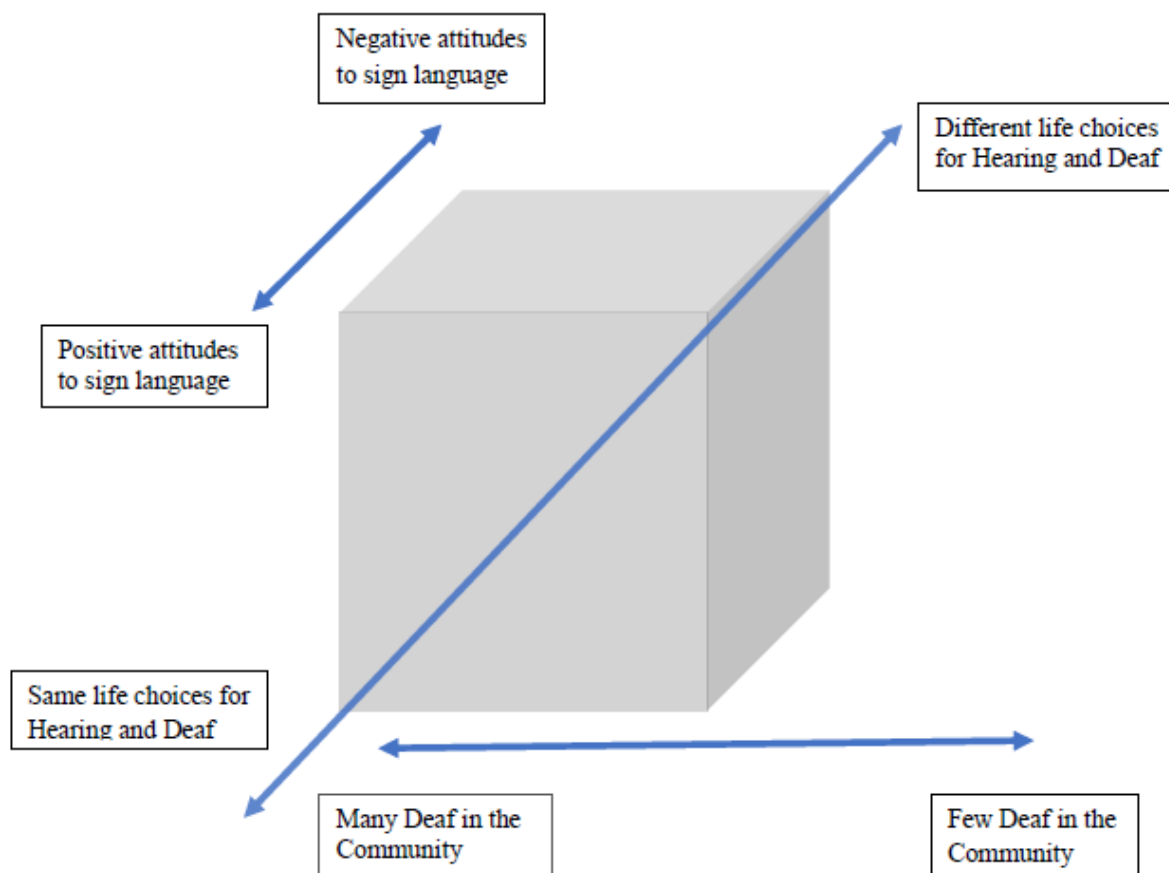 Negative attitudes
to sign language
Different life choices
for Hearing and Deaf
Positive attitudes
to sign language
Same life choices for
Hearing and Deaf
Many Deaf in the
Community
Few Deaf in the
Community